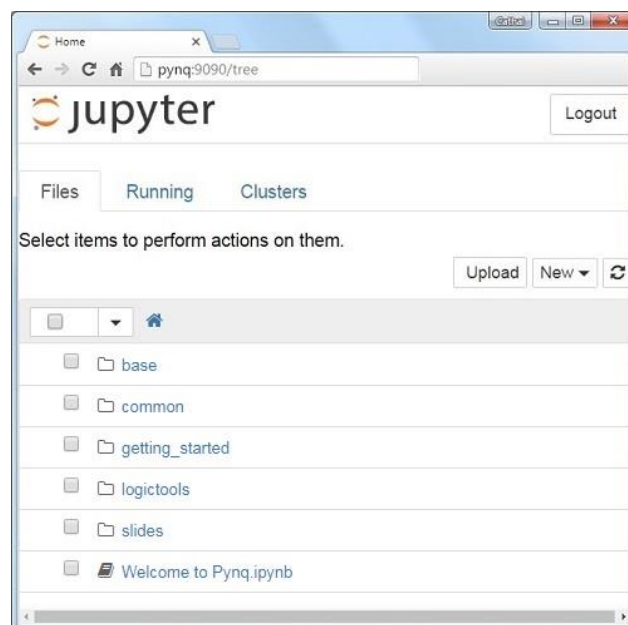 Home
pynq:9090/tree
jupyter
Logout
Files Running Clusters
Select items to perform actions on them.
Upload New
base
common
getting_started
logictools
slides
Welcome to Pynq.ipynb